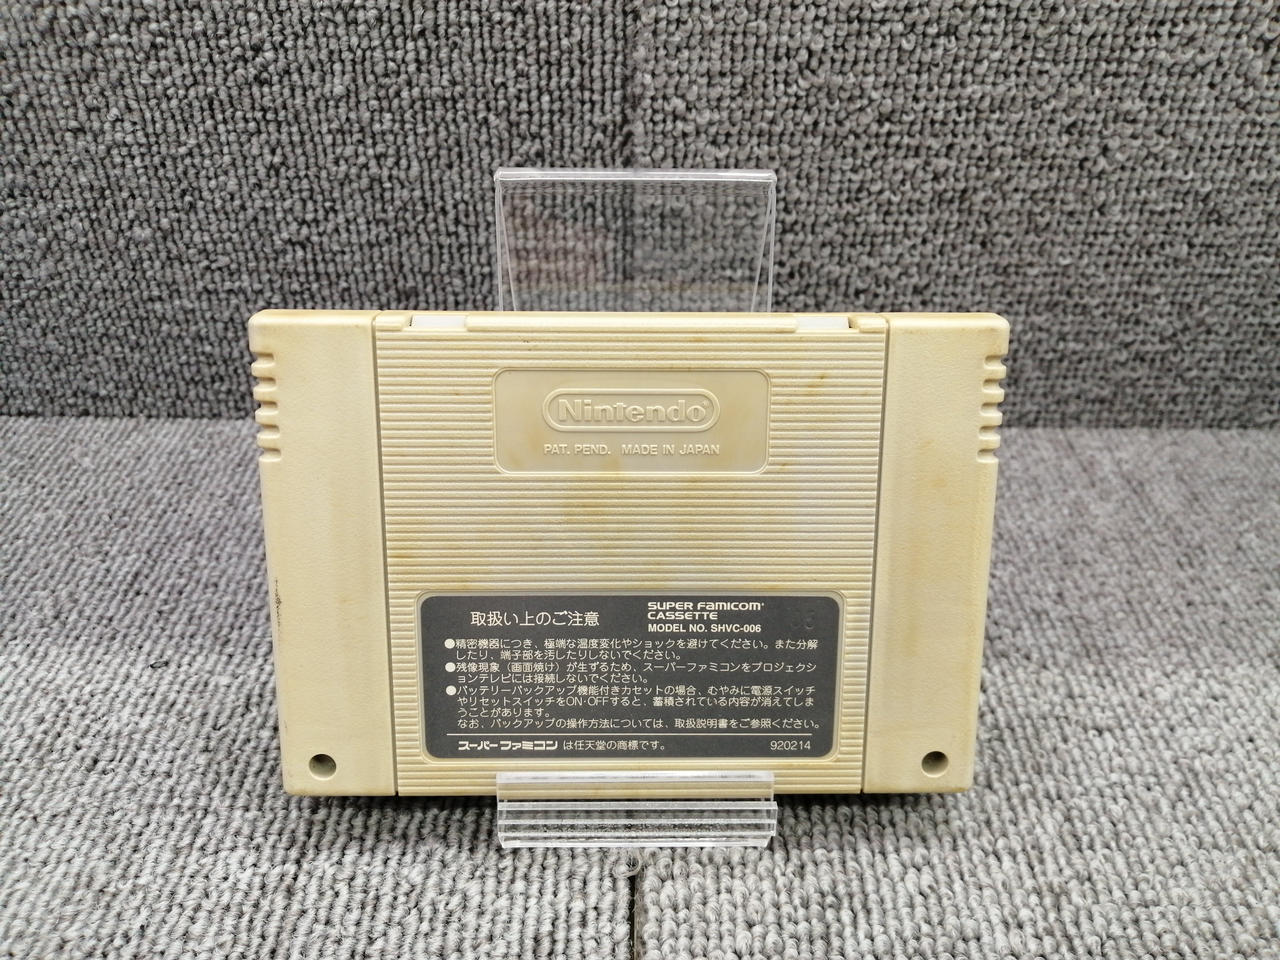 Nintendo®
PAT. PEND. MADE IN JAPAN
取扱い上のご注意
SUPER FAMICOM
CASSETTE
MODEL NO. SHVC-006
●精密機器につき、極端な温度変化やショックを避けてください。また分解
したり、端子部を汚したりしないでください。
●残像現象（画面焼け）が生ずるため、スーパーファミコンをプロジェクシ
ョンテレビには接続しないでください。
●バッテリーバックアップ機能付きカセットの場合、むやみに電源スイッチ
やリセットスイッチをON・OFFすると、蓄積されている内容が消えてしま
うことがあります。
なお、バックアップの操作方法については、取扱説明書をご参照ください。
スーパーファミコン は任天堂の商標です。 920214